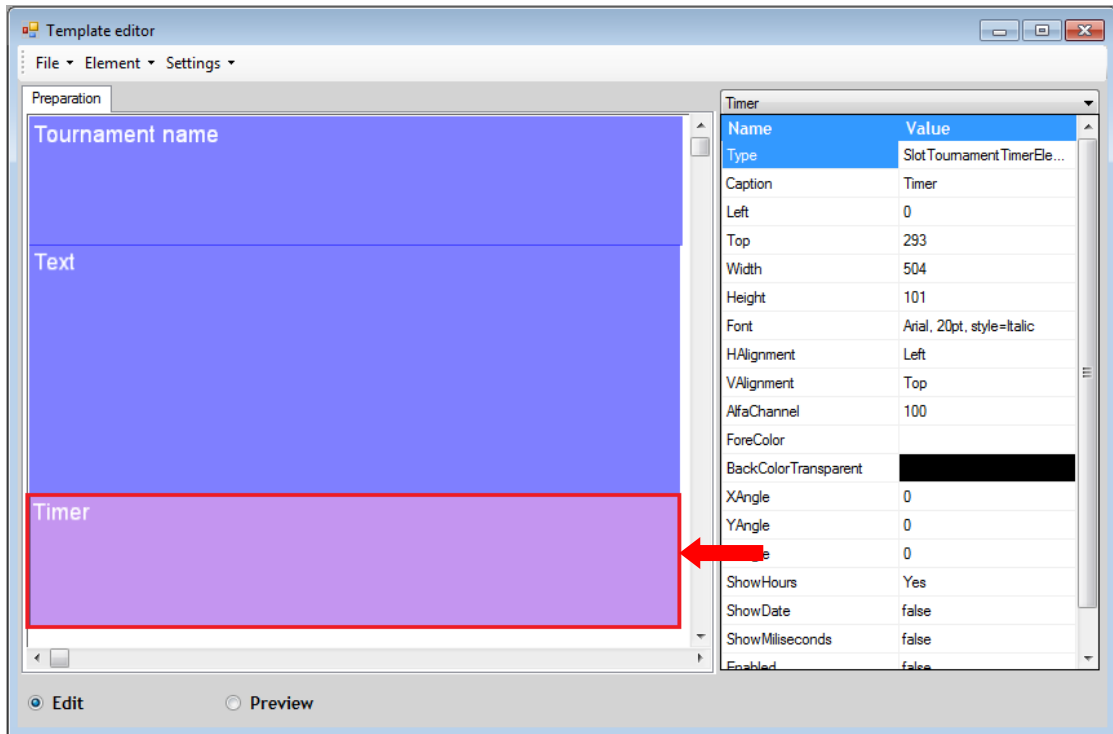 Template editor
File Element Settings
Preparation
Tournament name
Text
Timer
Timer
Name Value
Type SlotTournamentTimerEle...
Caption Timer
Left 0
Top 293
Width 504
Height 101
Font Arial, 20pt, style=Italic
HAlignment Left
VAlignment Top
AlfaChannel 100
ForeColor
BackColorTransparent
XAngle 0
YAngle 0
0
ShowHours Yes
ShowDate false
ShowMiliseconds false
Enabled false
Edit Preview